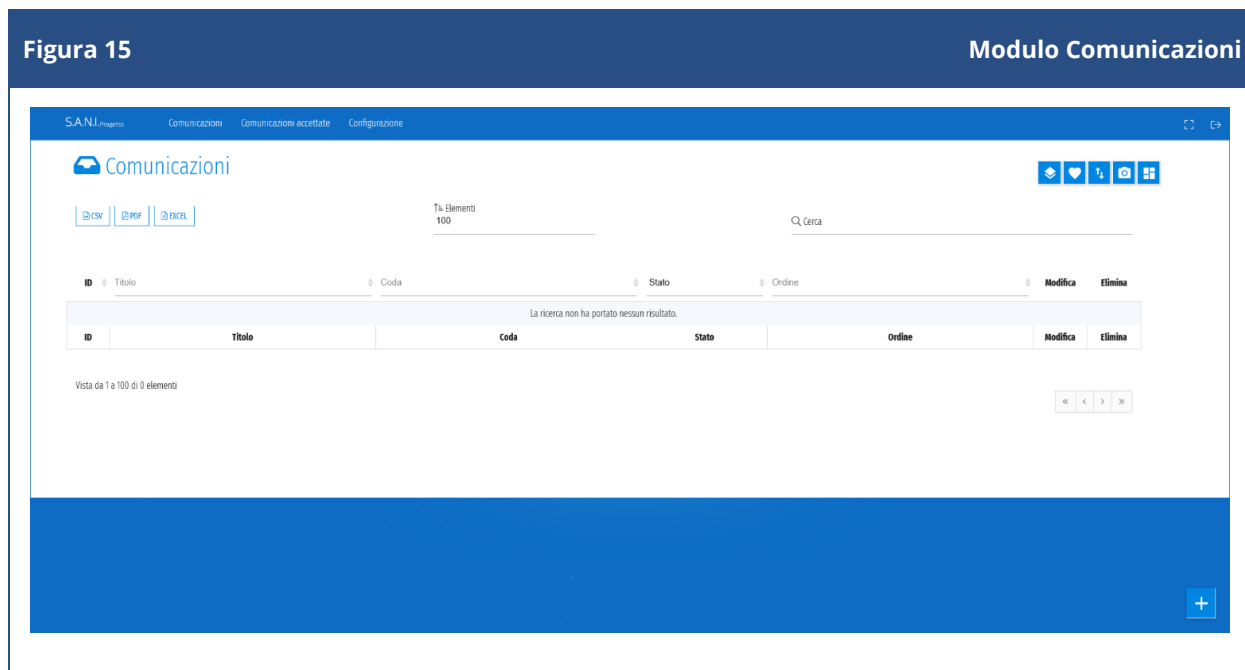 Figura 15 Modulo Comunicazioni
S.A.N.I. Progetto Comunicazioni Comunicazioni accettate Configurazione
Comunicazioni
CSV PDF EXCEL
Elementi
100
Cerca
ID Titolo Coda Stato Ordine Modifica Elimina
La ricerca non ha portato nessun risultato.
ID Titolo Coda Stato Ordine Modifica Elimina
Vista da 1 a 100 di 0 elementi
« < > »
+